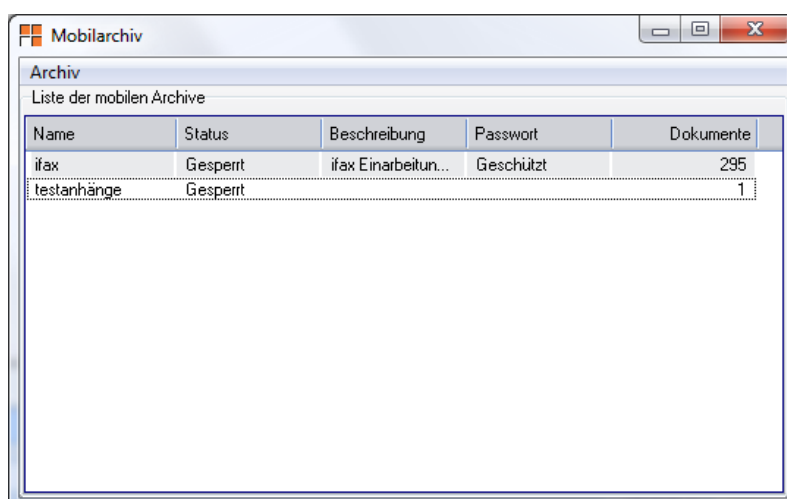 Mobilarchiv
Archiv
Liste der mobilen Archive
Name Status Beschreibung Passwort Dokumente
ifax Gesperrt ifax Einarbeitun... Geschützt 295
testanhänge Gesperrt 1